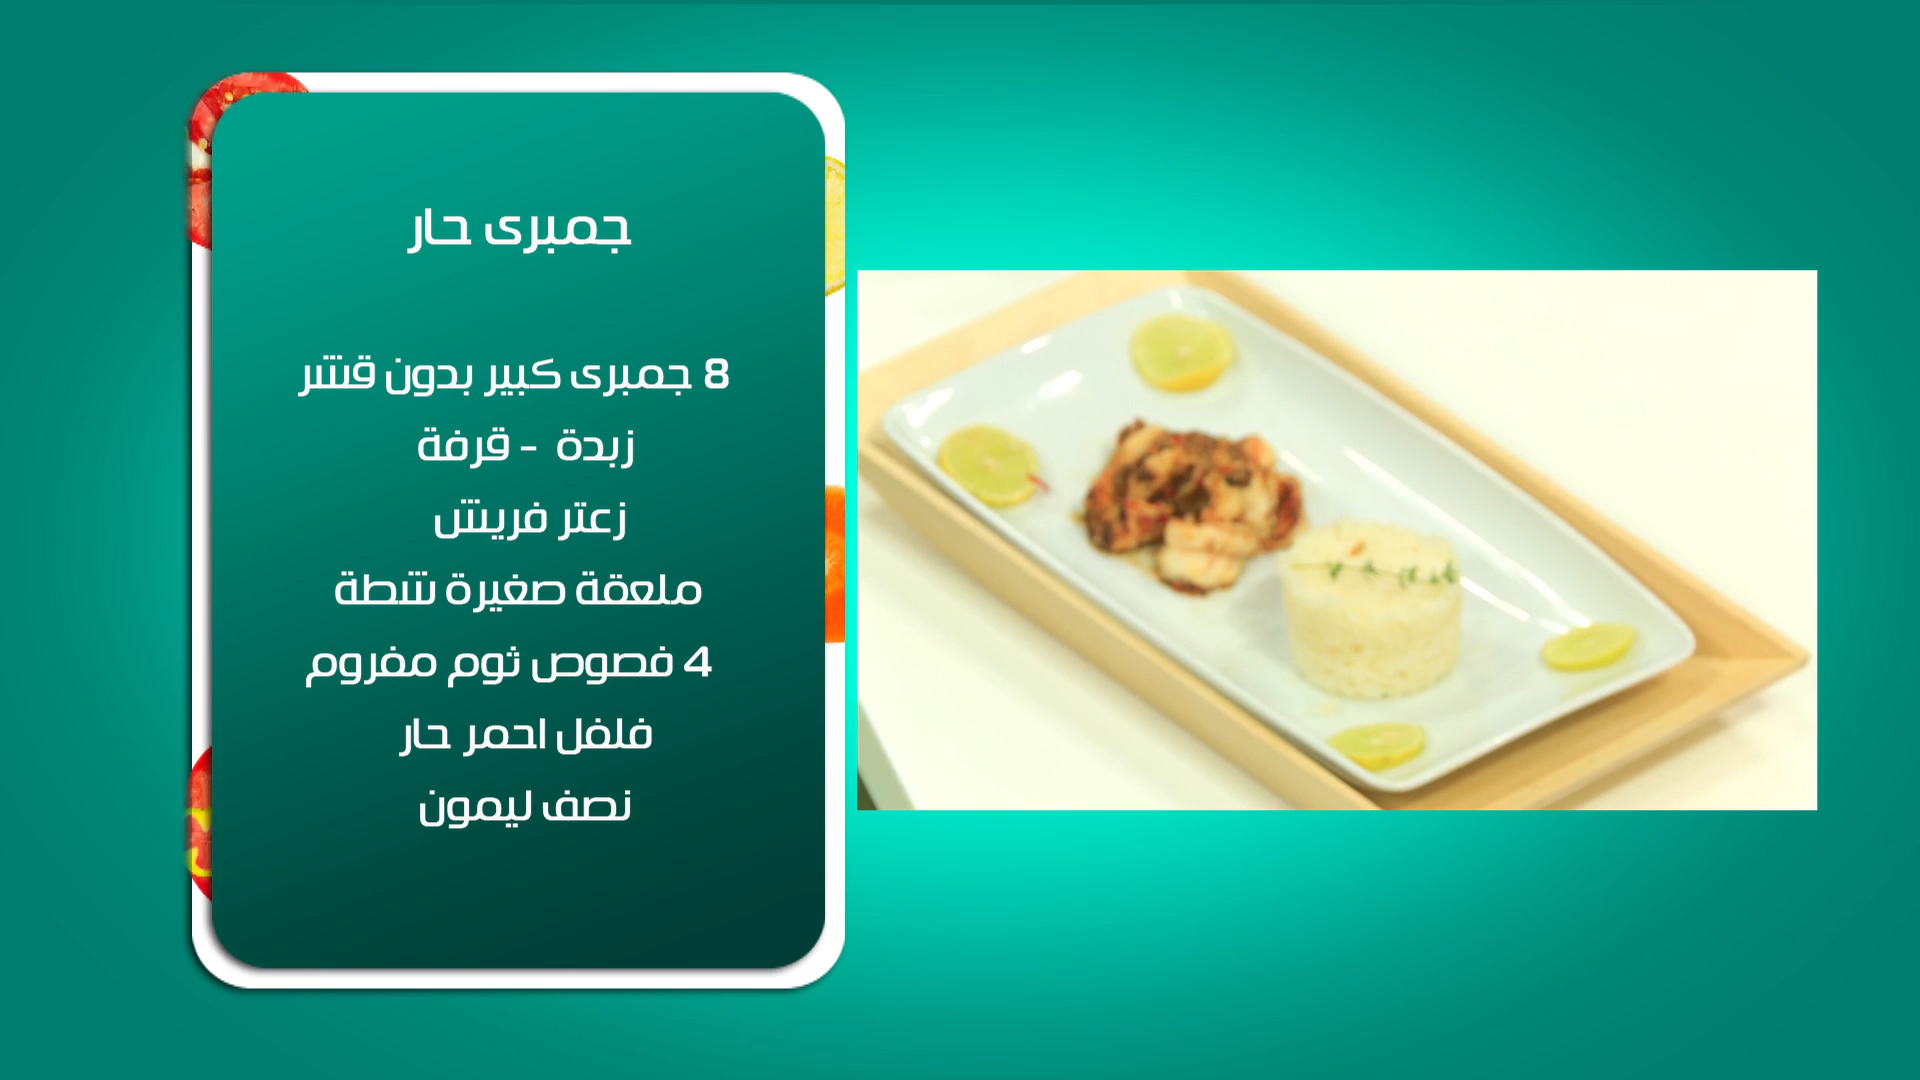 جمبرى حار
8 جمبرى كبير بدون قشر
زبدة - قرفة
زعتر فريش
ملعقة صغيرة شطة
4 فصوص ثوم مفروم
فلفل احمر حار
نصف ليمون